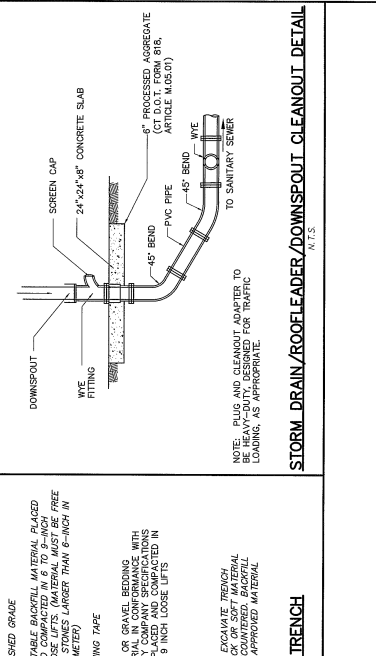 SHED GRADE
TABLE BACKFILL MATERIAL PLACED
COMPACTED IN 6 TO 9-INCH
OSE LIFTS. (MATERIAL MUST BE FREE
STONES LARGER THAN 6-INCH IN
METER)
NG TAPE
OR GRAVEL BEDDING
RIAL IN CONFORMANCE WITH
Y COMPANY SPECIFICATIONS
PLACED AND COMPACTED IN
9 INCH LOOSE LIFTS
EXCAVATE TRENCH
CK OR SOFT MATERIAL
COUNTERED. BACKFILL
APPROVED MATERIAL
TRENCH
DOWNSPOUT
SCREEN CAP
WYE
FITTING
24"x24"x8" CONCRETE SLAB
6" PROCESSED AGGREGATE
(CT D.O.T. FORM 818,
ARTICLE M.05.01)
45° BEND
PVC PIPE
45° BEND
WYE
TO SANITARY SEWER
NOTE: PLUG AND CLEANOUT ADAPTER TO
BE HEAVY-DUTY, DESIGNED FOR TRAFFIC
LOADING, AS APPROPRIATE.
STORM DRAIN/ROOFLEADER/DOWNSPOUT CLEANOUT DETAIL
N.T.S.